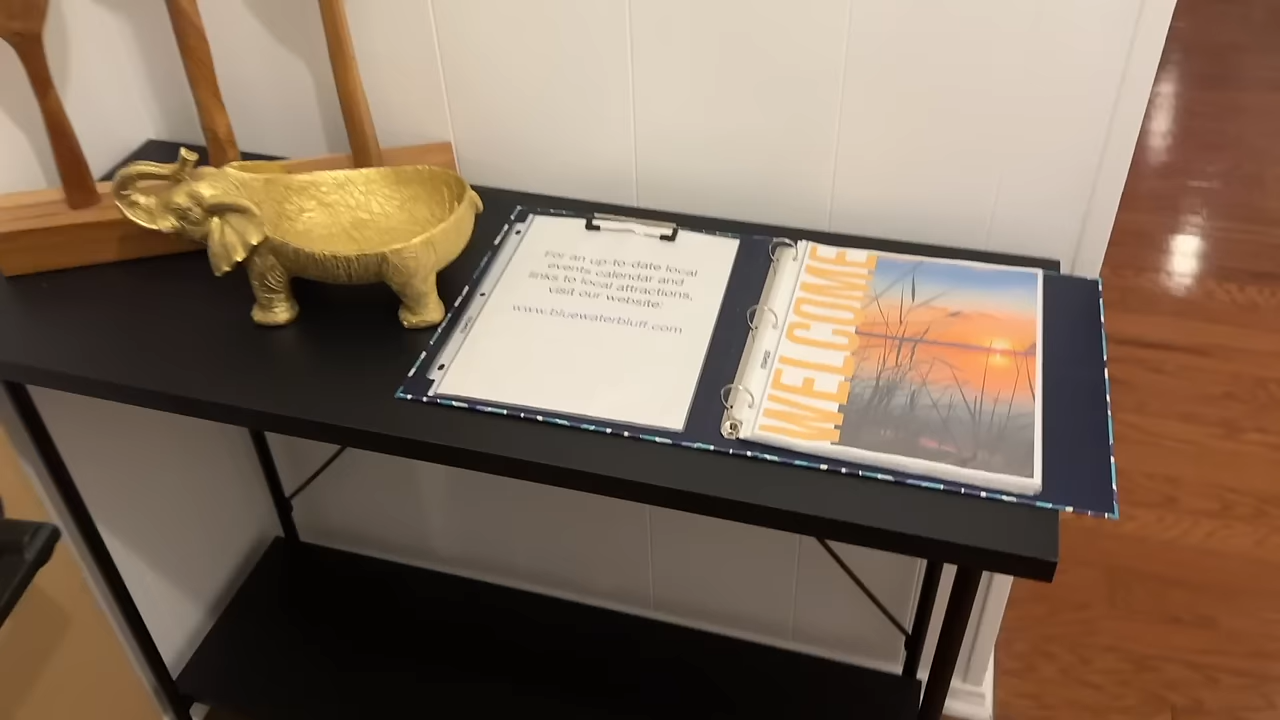 For an up-to-date local
events calendar and
links to local attractions,
visit our website:
www.bluewaterbluff.com
WELCOME